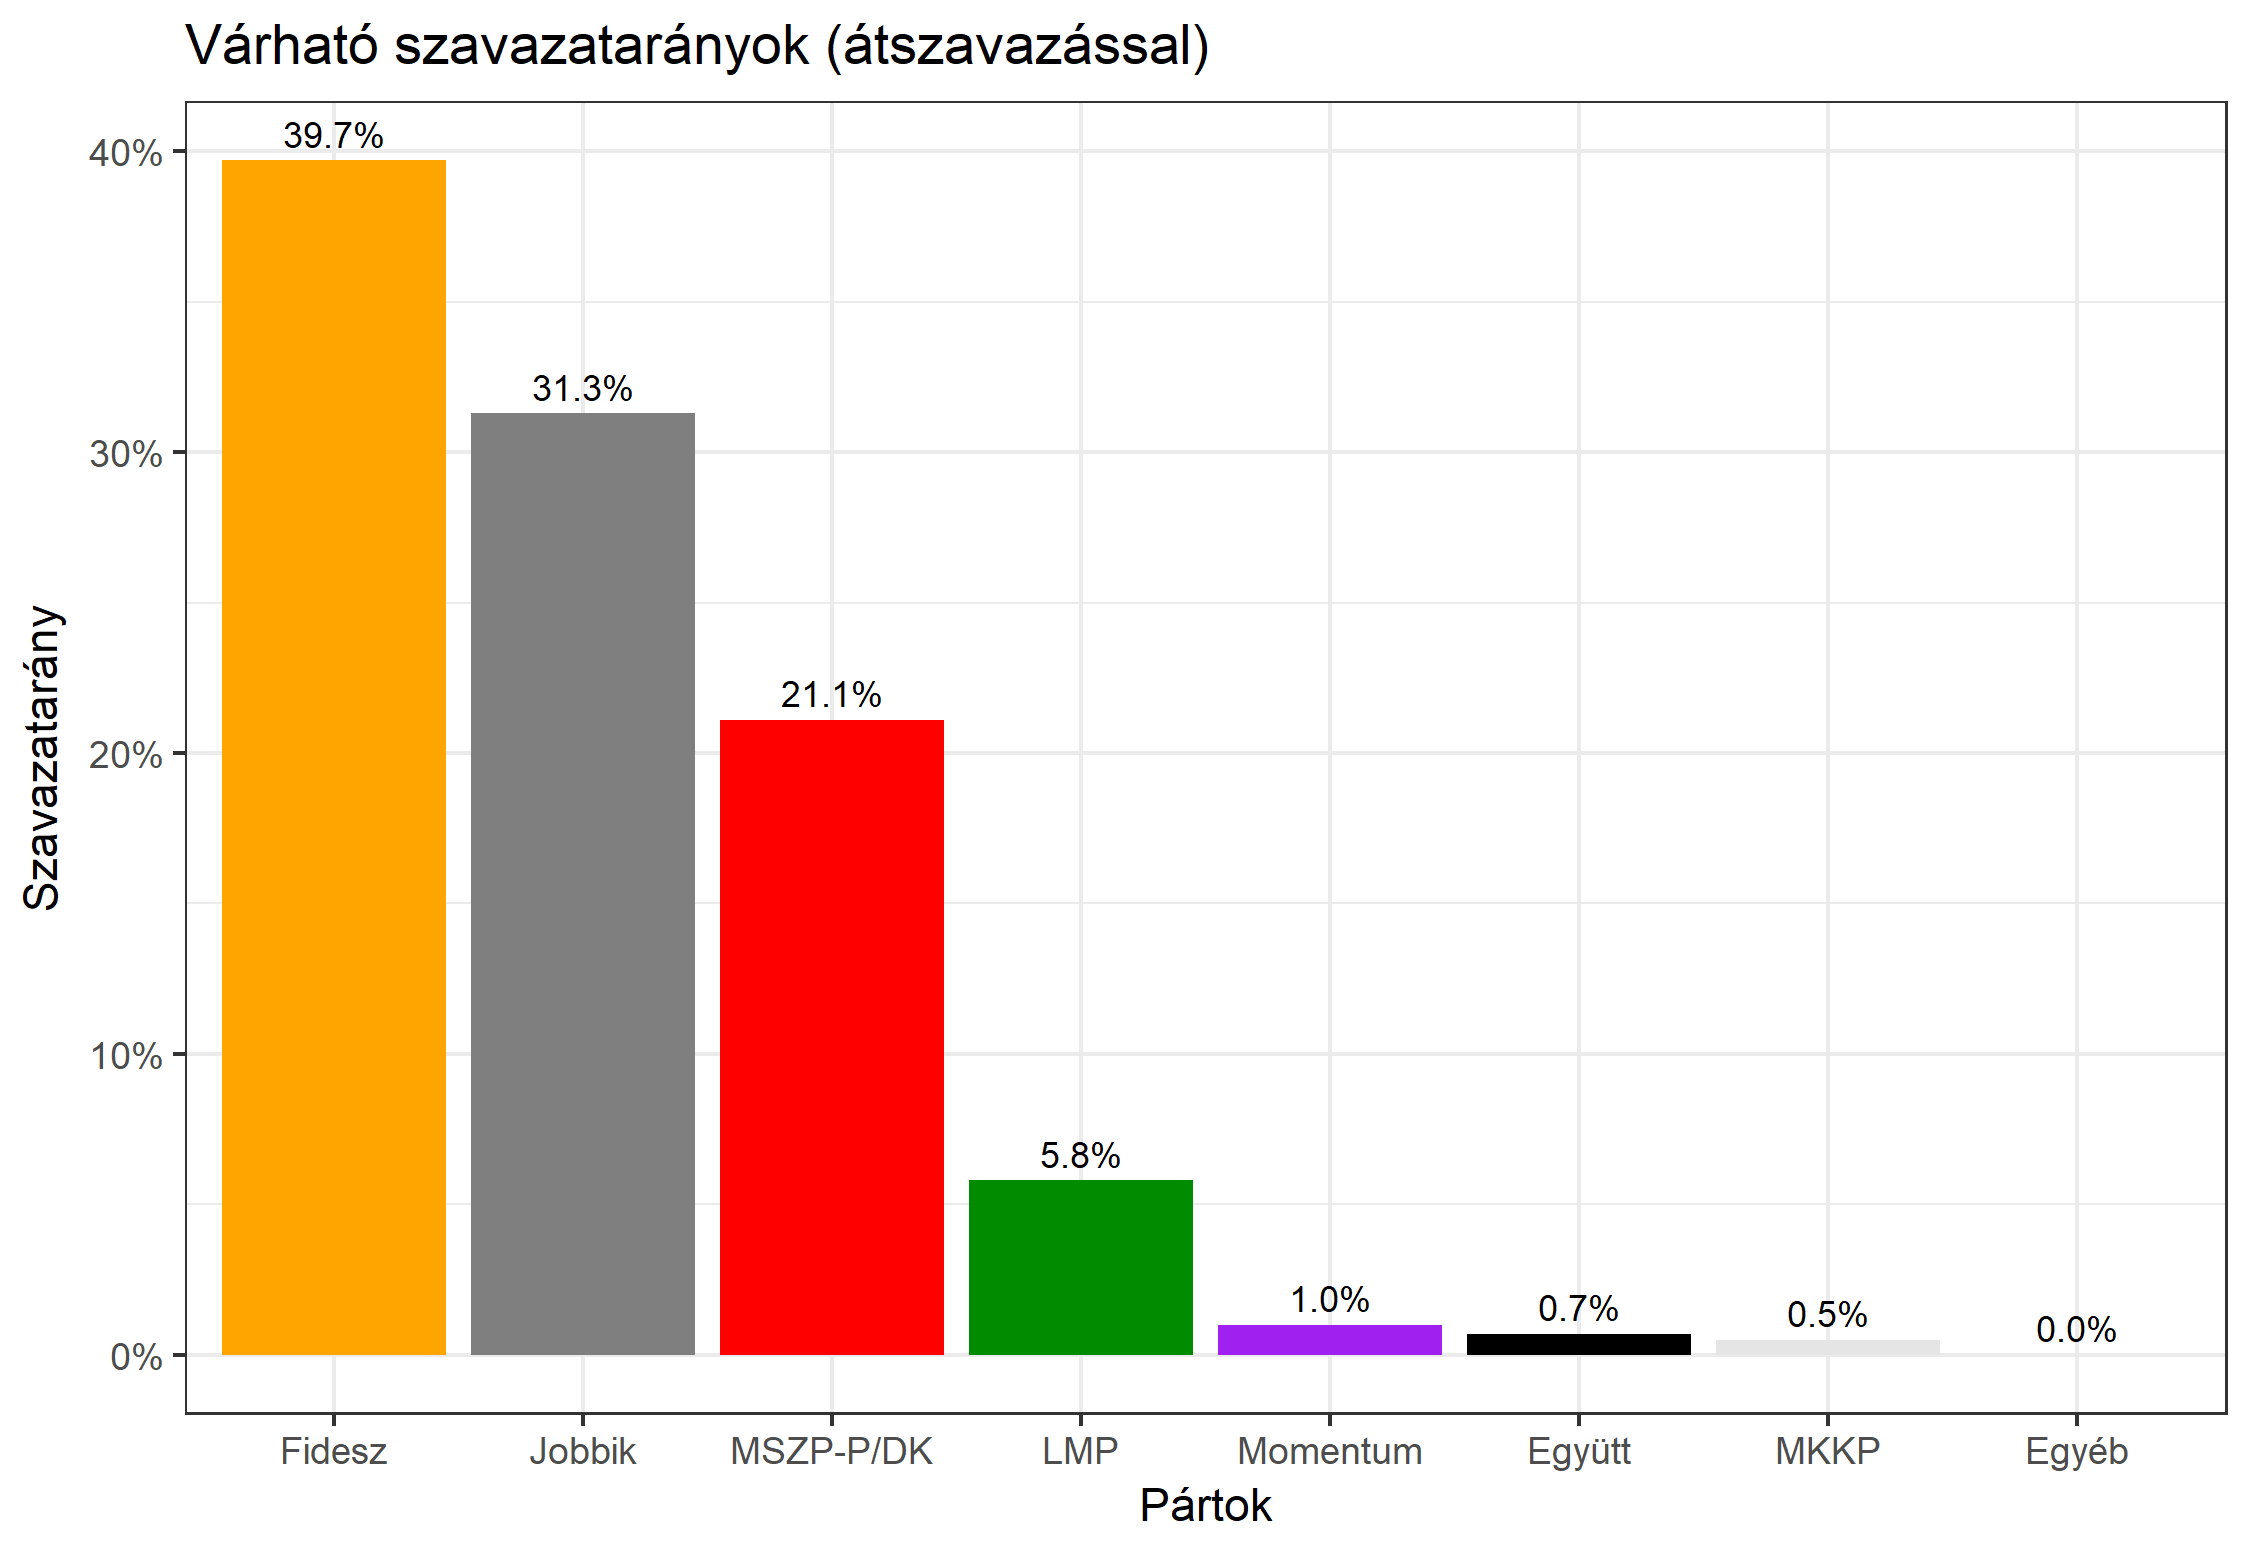 Várható szavazatarányok (átszavazással)
39.7%
31.3%
21.1%
5.8%
1.0%
0.7%
0.5%
0.0%
40%
30%
20%
10%
0%
Szavazatarány
Fidesz
Jobbik
MSZP-P/DK
LMP
Momentum
Együtt
MKKP
Egyéb
Pártok